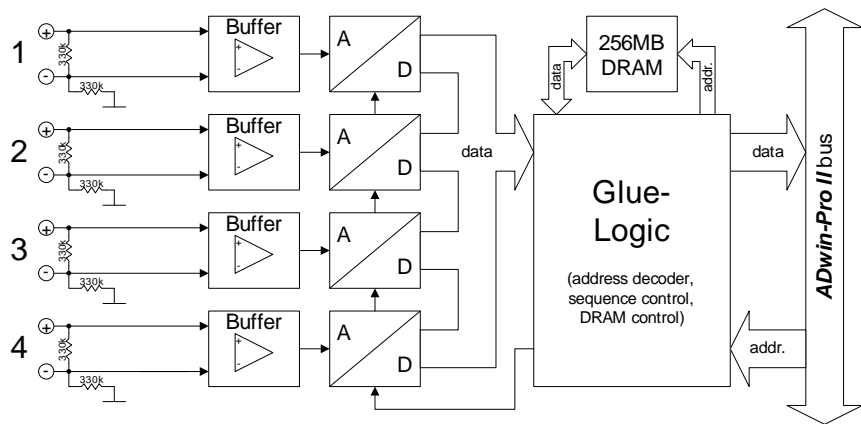 1
+
-
330k
330k
Buffer
+
-
A
D
2
+
-
330k
330k
Buffer
+
-
A
D
3
+
-
330k
330k
Buffer
+
-
A
D
4
+
-
330k
330k
Buffer
+
-
A
D
data
data
256MB
DRAM
addr.
Glue-
Logic
(address decoder,
sequence control,
DRAM control)
data
addr.
ADwin-Pro II bus